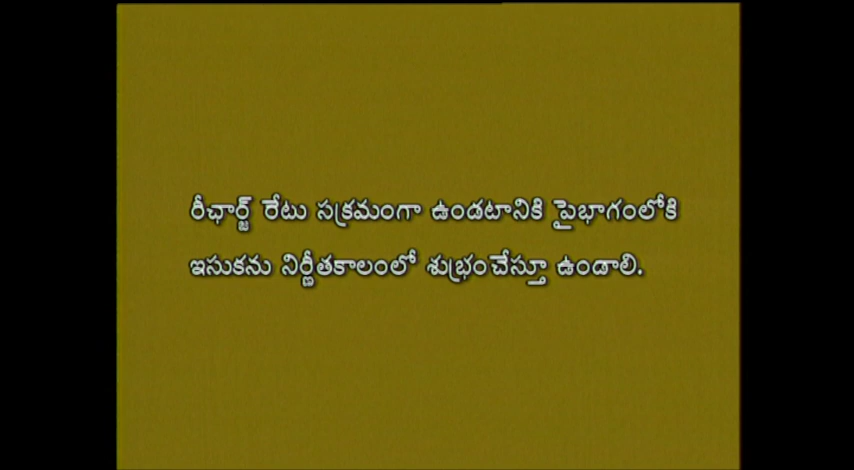 రీఛార్జ్ రేటు సక్రమంగా ఉండటానికి పైభాగంలోకి
ఇసుకను నిర్ణీతకాలంలో శుభ్రంచేస్తూ ఉండాలి.